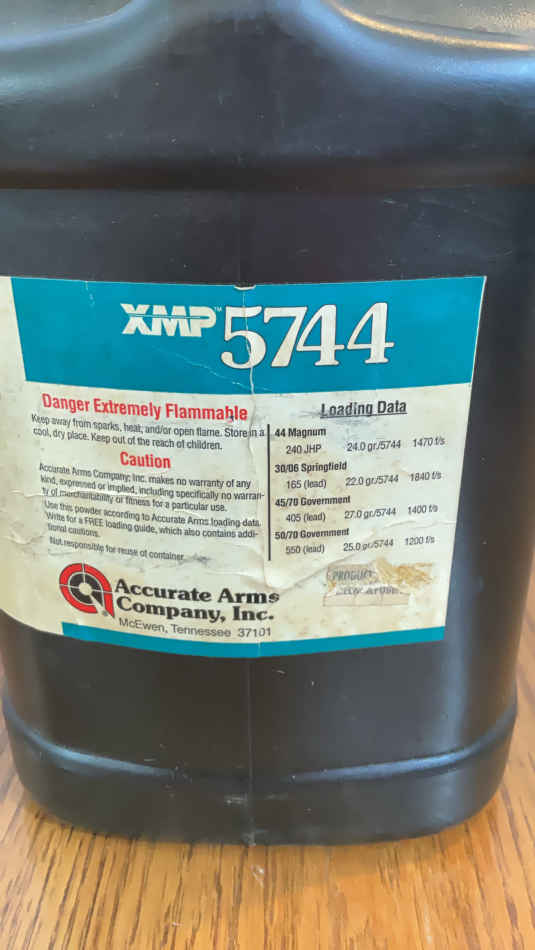 XMP™ 5744
Danger Extremely Flammable
Keep away from sparks, heat, and/or open flame. Store in a
cool, dry place. Keep out of the reach of children.
Caution
Accurate Arms Company, Inc. makes no warranty of any
kind, expressed or implied, including specifically no warran-
ty of merchantability or fitness for a particular use.
Use this powder according to Accurate Arms loading data.
Write for a FREE loading guide, which also contains addi-
tional cautions.
Not responsible for reuse of container.
Loading Data
44 Magnum
240 JHP 24.0 gr./5744 1470 f/s
30/06 Springfield
165 (lead) 22.0 gr./5744 1840 f/s
45/70 Government
405 (lead) 27.0 gr./5744 1400 f/s
50/70 Government
550 (lead) 25.0 gr./5744 1200 f/s
PRODUCT
Accurate Arms
Company, Inc.
McEwen, Tennessee 37101